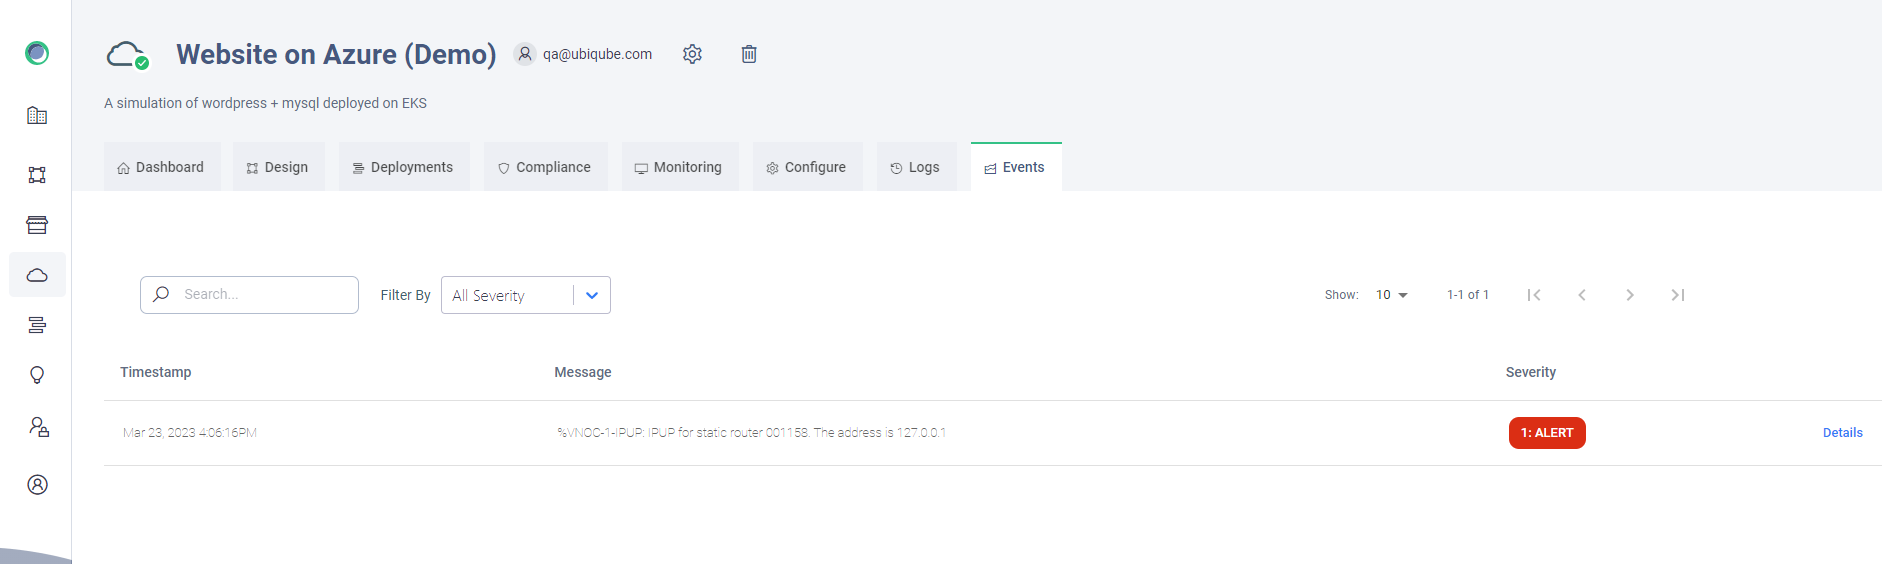 Website on Azure (Demo) qa@ubiqube.com
A simulation of wordpress + mysql deployed on EKS
Dashboard Design Deployments Compliance Monitoring Configure Logs Events
Search... Filter By All Severity Show: 10 1-1 of 1
Timestamp Message Severity
Mar 23, 2023 4:06:16PM %VNOC-1-IPUP: IPUP for static router 001158. The address is 127.0.0.1 1: ALERT Details